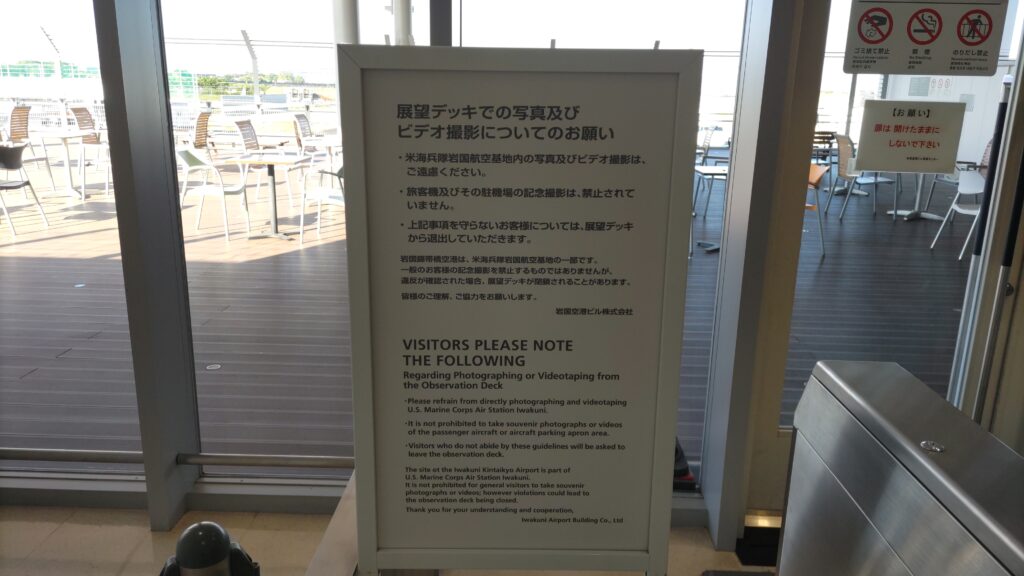 展望デッキでの写真及び
ビデオ撮影についてのお願い
・米海兵隊岩国航空基地内の写真及びビデオ撮影は、
ご遠慮ください。
・旅客機及びその駐機場の記念撮影は、禁止されて
いません。
・上記事項を守らないお客様については、展望デッキ
から退出していただきます。
岩国錦帯橋空港は、米海兵隊岩国航空基地の一部です。
一般のお客様の記念撮影を禁止するものではありませんが、
違反が確認された場合、展望デッキが閉鎖されることがあります。
皆様のご理解、ご協力をお願いします。
岩国空港ビル株式会社
VISITORS PLEASE NOTE
THE FOLLOWING
Regarding Photographing or Videotaping from
the Observation Deck
・Please refrain from directly photographing and videotaping
U.S. Marine Corps Air Station Iwakuni.
・It is not prohibited to take souvenir photographs or videos
of the passenger aircraft or aircraft parking apron area.
・Visitors who do not abide by these guidelines will be asked to
leave the observation deck.
The site of the Iwakuni Kintaikyo Airport is part of
U.S. Marine Corps Air Station Iwakuni.
It is not prohibited for general visitors to take souvenir
photographs or videos; however violations could lead to
the observation deck being closed.
Thank you for your understanding and cooperation,
Iwakuni Airport Building Co., Ltd
ゴミ捨て禁止
禁煙
No Smoking
のりだし禁止
【お願い】
扉は 開けたままに
しないで下さい